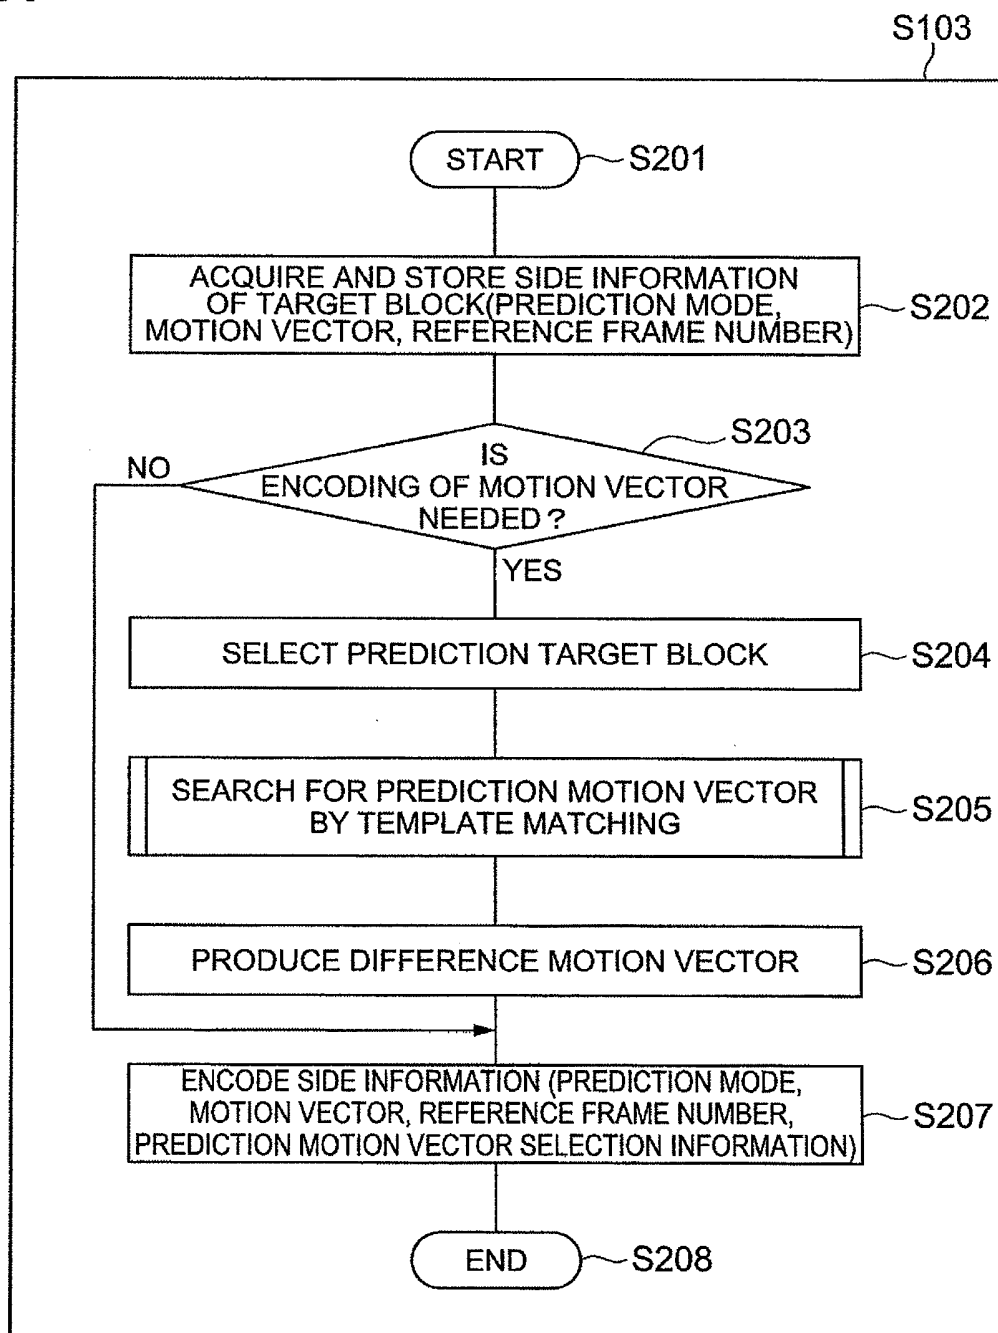 S103
START
S201
ACQUIRE AND STORE SIDE INFORMATION
OF TARGET BLOCK(PREDICTION MODE,
MOTION VECTOR, REFERENCE FRAME NUMBER)
S202
S203
IS
ENCODING OF MOTION VECTOR
NEEDED?
NO
YES
SELECT PREDICTION TARGET BLOCK
S204
SEARCH FOR PREDICTION MOTION VECTOR
BY TEMPLATE MATCHING
S205
PRODUCE DIFFERENCE MOTION VECTOR
S206
ENCODE SIDE INFORMATION (PREDICTION MODE,
MOTION VECTOR, REFERENCE FRAME NUMBER,
PREDICTION MOTION VECTOR SELECTION INFORMATION)
S207
END
S208